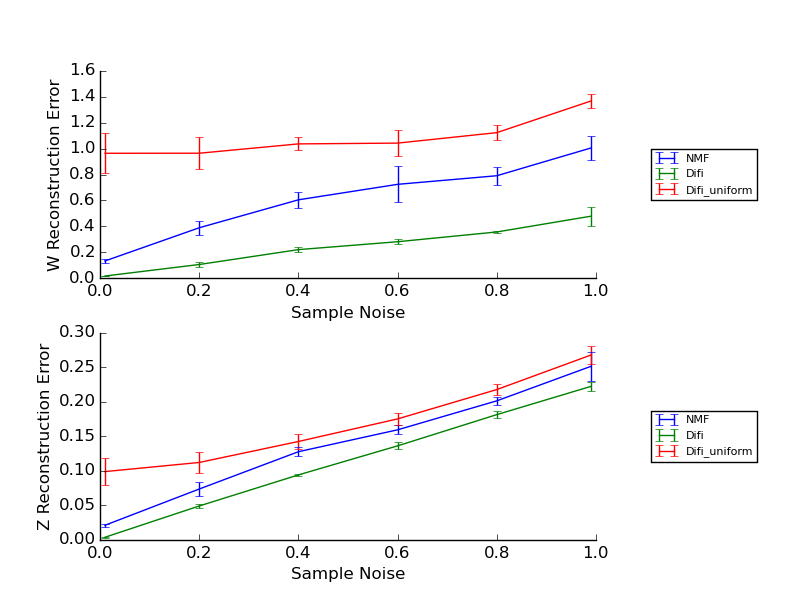 1.6
1.4
1.2
1.0
0.8
0.6
0.4
0.2
0.0
W Reconstruction Error
0.0 0.2 0.4 0.6 0.8 1.0
Sample Noise
NMF
Difi
Difi_uniform
0.30
0.25
0.20
0.15
0.10
0.05
0.00
Z Reconstruction Error
0.0 0.2 0.4 0.6 0.8 1.0
Sample Noise
NMF
Difi
Difi_uniform